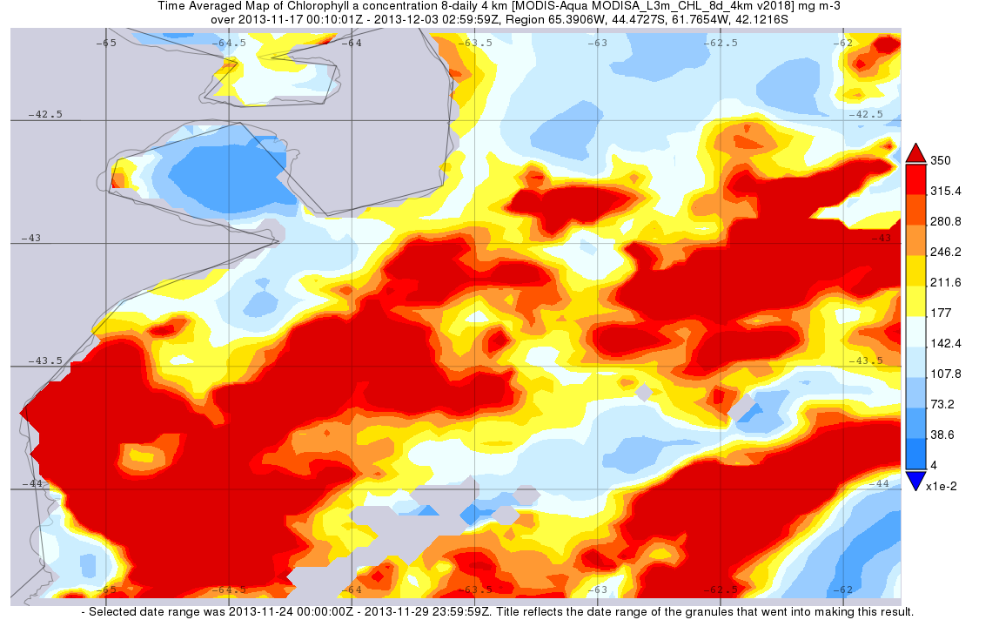 Time Averaged Map of Chlorophyll a concentration 8-daily 4 km [MODIS-Aqua MODISA_L3m_CHL_8d_4km v2018] mg m-3
over 2013-11-17 00:10:01Z - 2013-12-03 02:59:59Z, Region 65.3906W, 44.4727S, 61.7654W, 42.1216S
-65 -64.5 -64 -63.5 -63 -62.5 -62
-42.5 -42.5
-43 -43
-43.5 -43.5
-44 -44
-65 -64.5 -64 -63.5 -63 -62.5 -62
350
315.4
280.8
246.2
211.6
177
142.4
107.8
73.2
38.6
4
x1e-2
- Selected date range was 2013-11-24 00:00:00Z - 2013-11-29 23:59:59Z. Title reflects the date range of the granules that went into making this result.